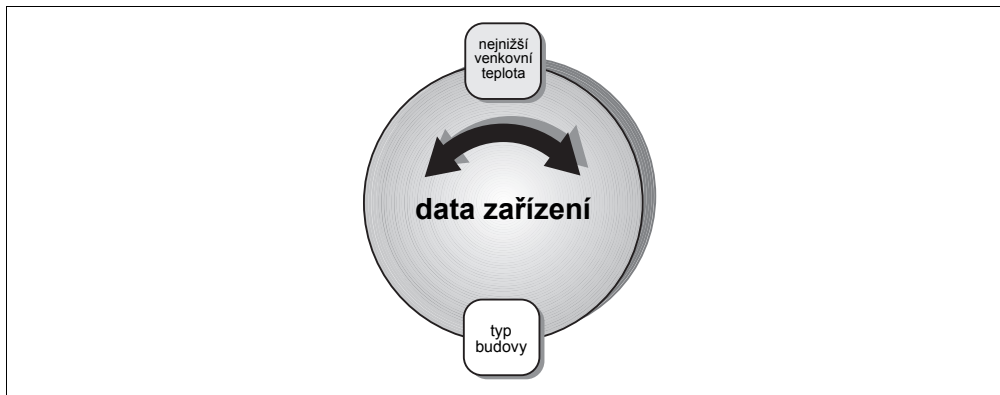 nejnižší
venkovní
teplota
data zařízení
typ
budovy